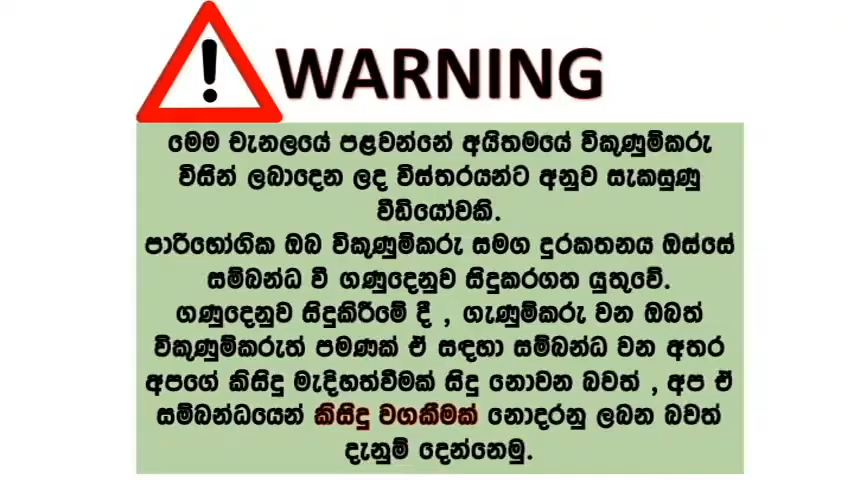 WARNING
මෙම චැනලයේ පළවන්නේ අයිතමයේ විකුණුම්කරු
විසින් ලබාදෙන ලද විස්තරයන්ට අනුව සැකසුණු
වීඩියෝවකි.
පාරිභෝගික ඔබ විකුණුම්කරු සමග දුරකතනය ඔස්සේ
සම්බන්ධ වී ගණුදෙනුව සිදුකරගත යුතුවේ.
ගණුදෙනුව සිදුකිරීමේ දී , ගැණුම්කරු වන ඔබත්
විකුණුම්කරුත් පමණක් ඒ සඳහා සම්බන්ධ වන අතර
අපගේ කිසිදු මැදිහත්වීමක් සිදු නොවන බවත් , අප ඒ
සම්බන්ධයෙන් කිසිදු වගකීමක් නොදරනු ලබන බවත්
දැනුම් දෙන්නෙමු.